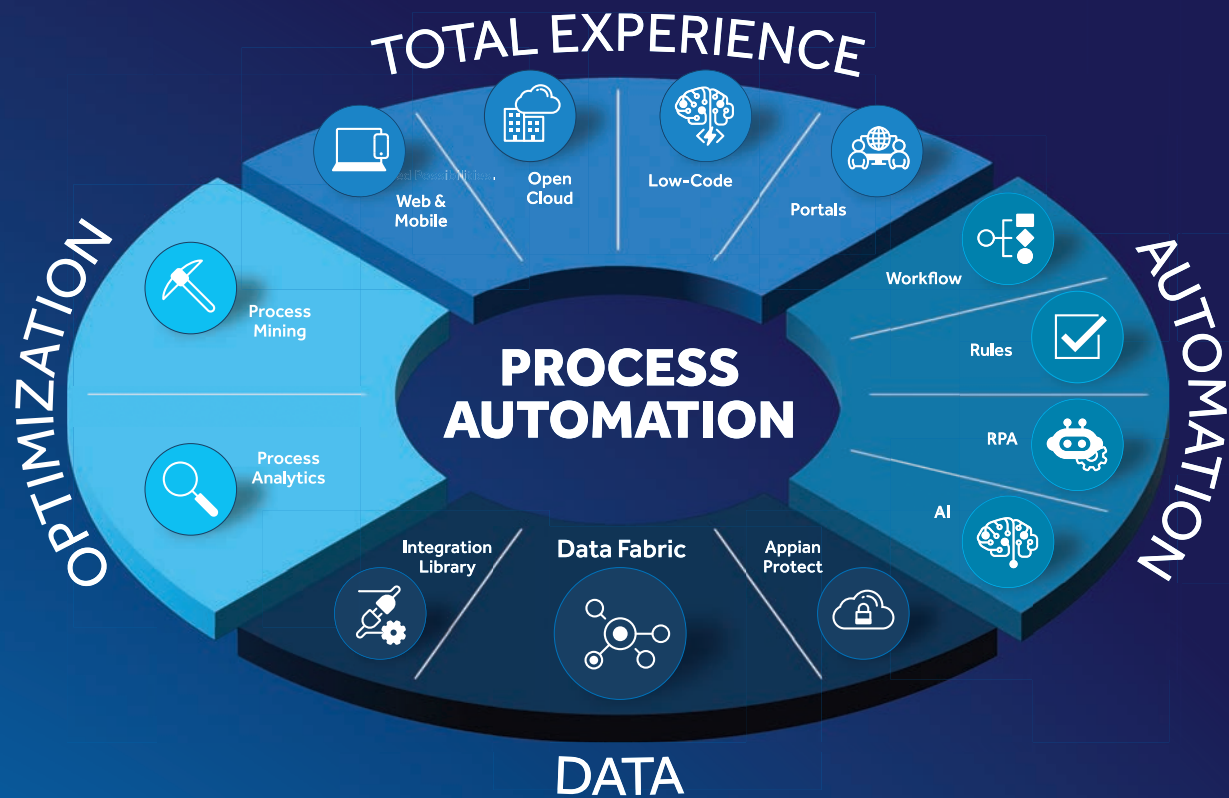 TOTAL EXPERIENCE
Web &
Mobile
Open
Cloud
Low-Code
Portals
OPTIMIZATION
Process
Mining
Process
Analytics
PROCESS
AUTOMATION
AUTOMATION
Workflow
Rules
RPA
AI
Integration
Library
Data Fabric
Appian
Protect
DATA